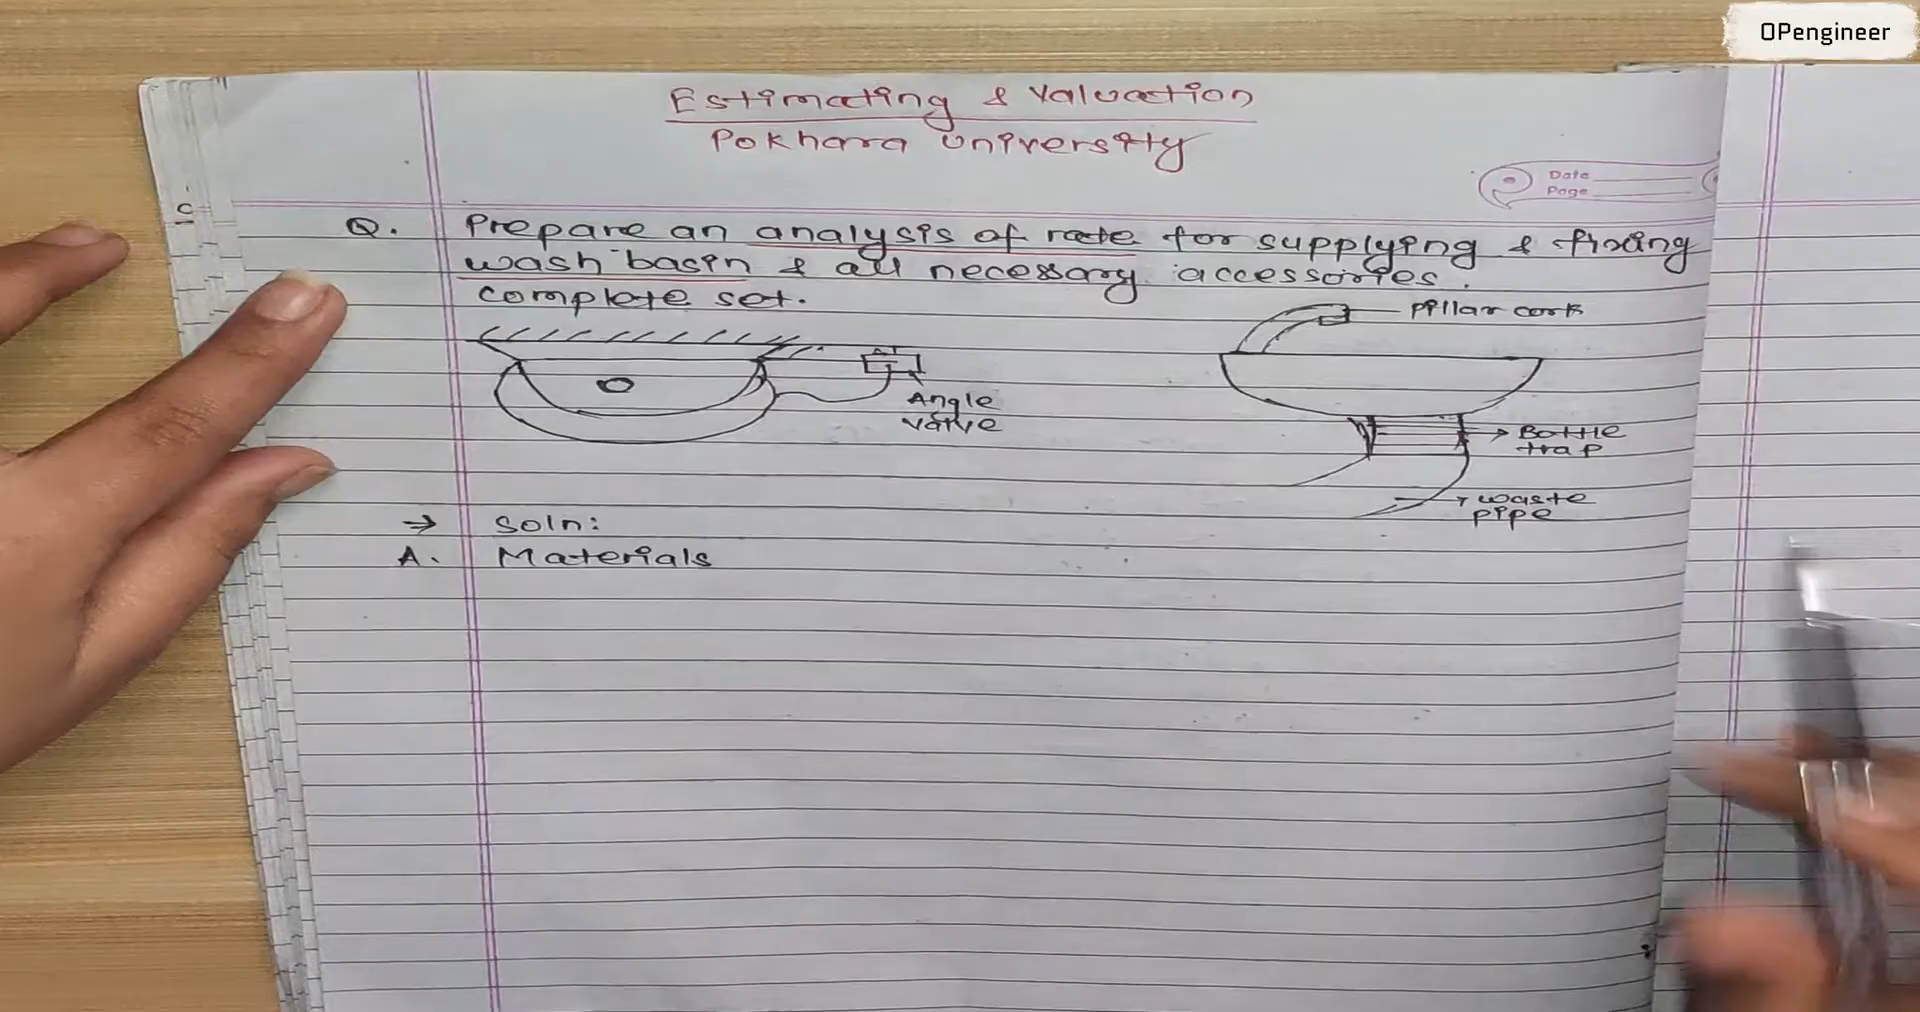 OPengineer
Estimating & Valuation
Pokhara University
Date
Page
C
Q. Prepare an analysis of rate for supplying & fixing
wash basin & all necessary accessories.
complete set.
Pillar cork
Angle
valve
Bottle
trap
waste
pipe
→ Soln:
A. Materials